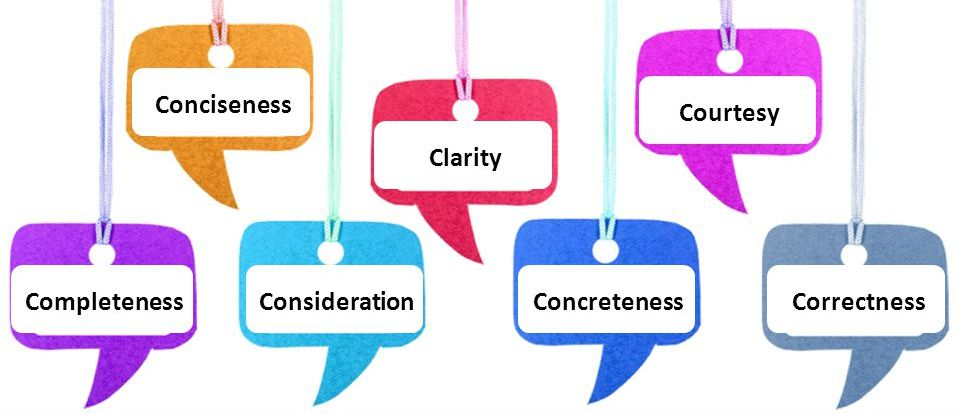 Conciseness
Clarity
Courtesy
Completeness
Consideration
Concreteness
Correctness